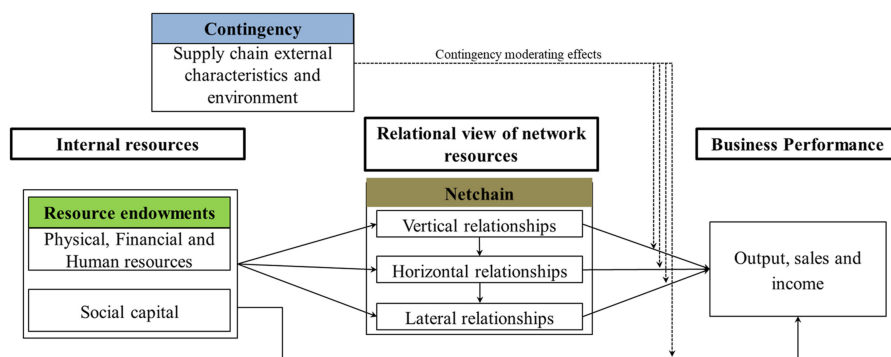 Contingency
Supply chain external
characteristics and
environment
Contingency moderating effects
Internal resources
Relational view of network
resources
Business Performance
Resource endowments
Physical, Financial and
Human resources
Social capital
Netchain
Vertical relationships
Horizontal relationships
Lateral relationships
Output, sales and
income